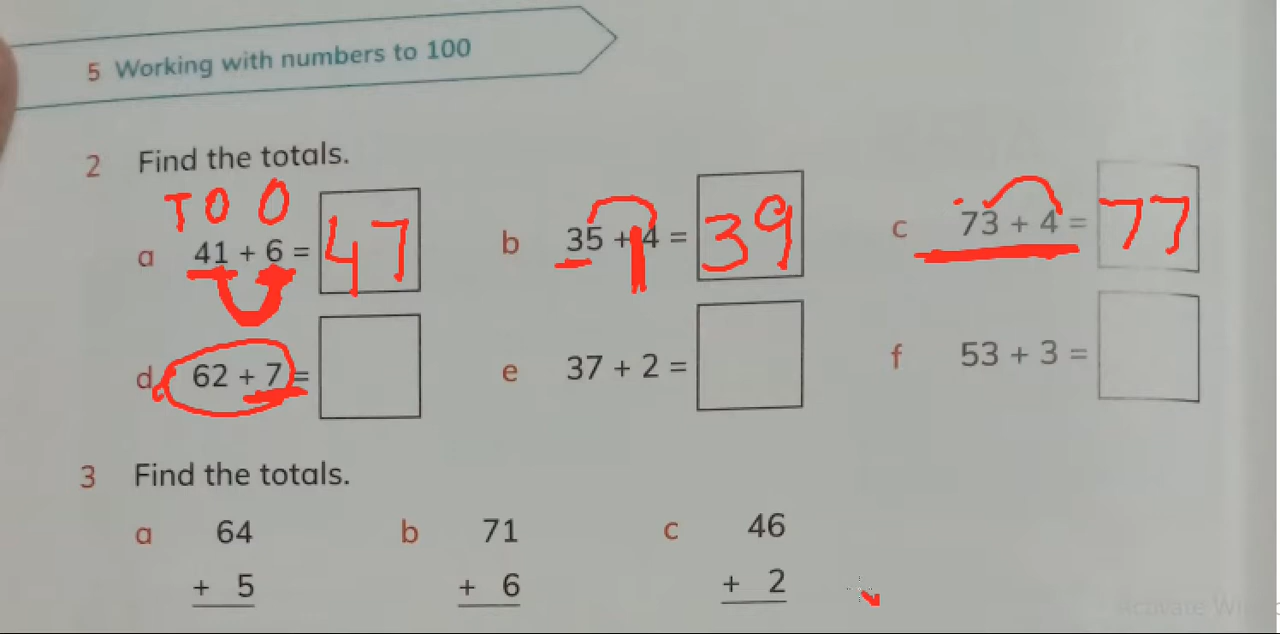 5 Working with numbers to 100
2 Find the totals.
T O O
a 41 + 6 = 47
b 35 + 4 = 39
c 73 + 4 = 77
d 62 + 7 =
e 37 + 2 =
f 53 + 3 =
3 Find the totals.
a 64
+ 5
b 71
+ 6
c 46
+ 2